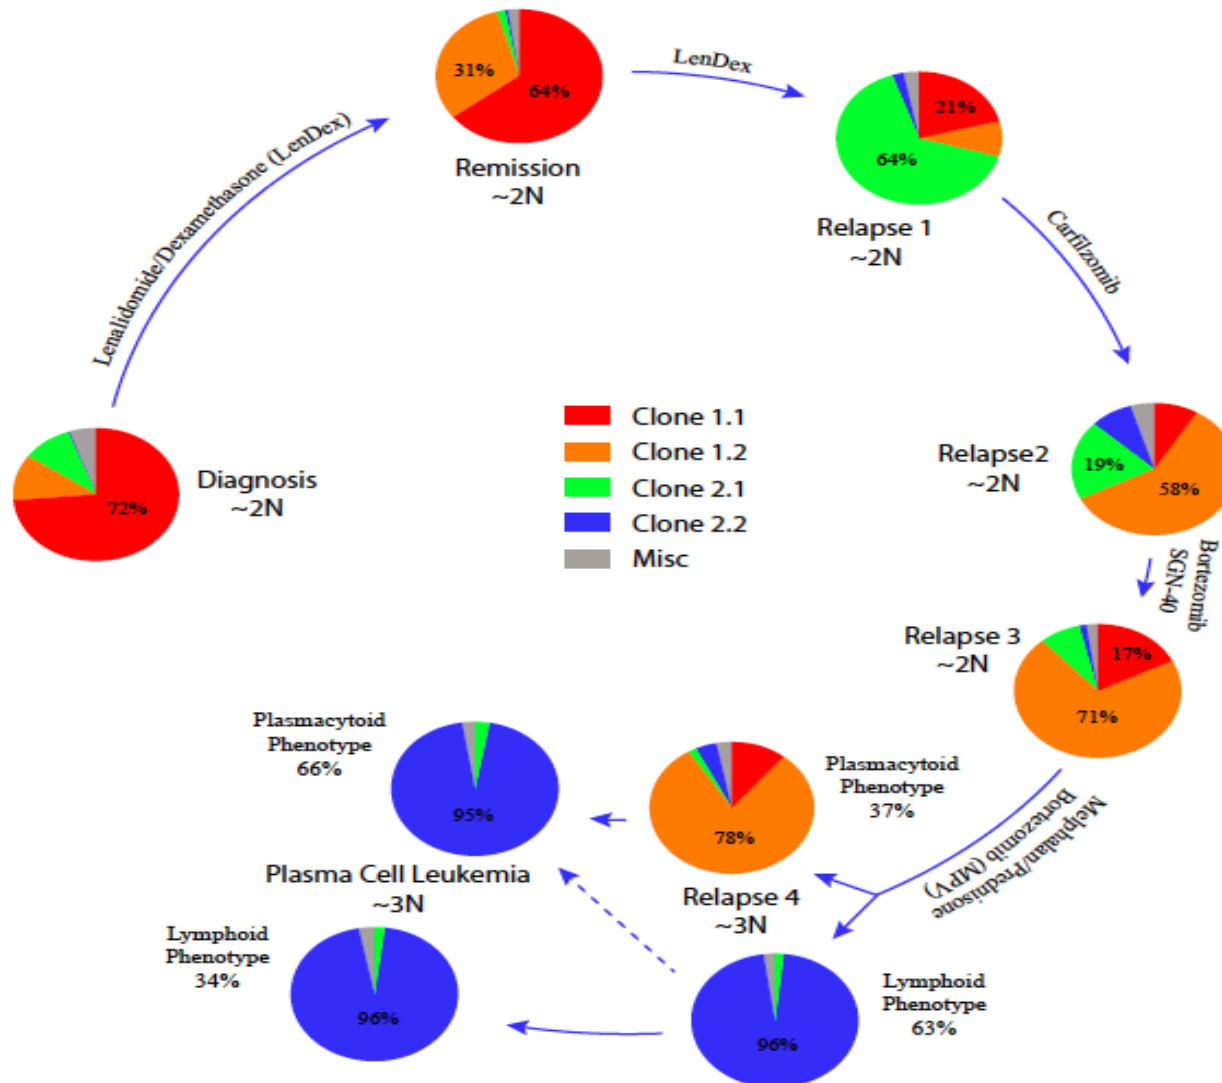 31%
64%
Remission
~2N
LenDex
21%
64%
Relapse 1
~2N
Lenalidomide/Dexamethasone (LenDex)
Carfilzomib
72%
Diagnosis
~2N
Clone 1.1
Clone 1.2
Clone 2.1
Clone 2.2
Misc
Relapse2
~2N
19%
58%
Bortezomib
SGN-40
Relapse 3
~2N
17%
71%
Melphalan/Prednisone
Bortezomib (MPV)
Plasmacytoid
Phenotype
37%
78%
Relapse 4
~3N
Plasmacytoid
Phenotype
66%
95%
Plasma Cell Leukemia
~3N
Lymphoid
Phenotype
34%
96%
96%
Lymphoid
Phenotype
63%